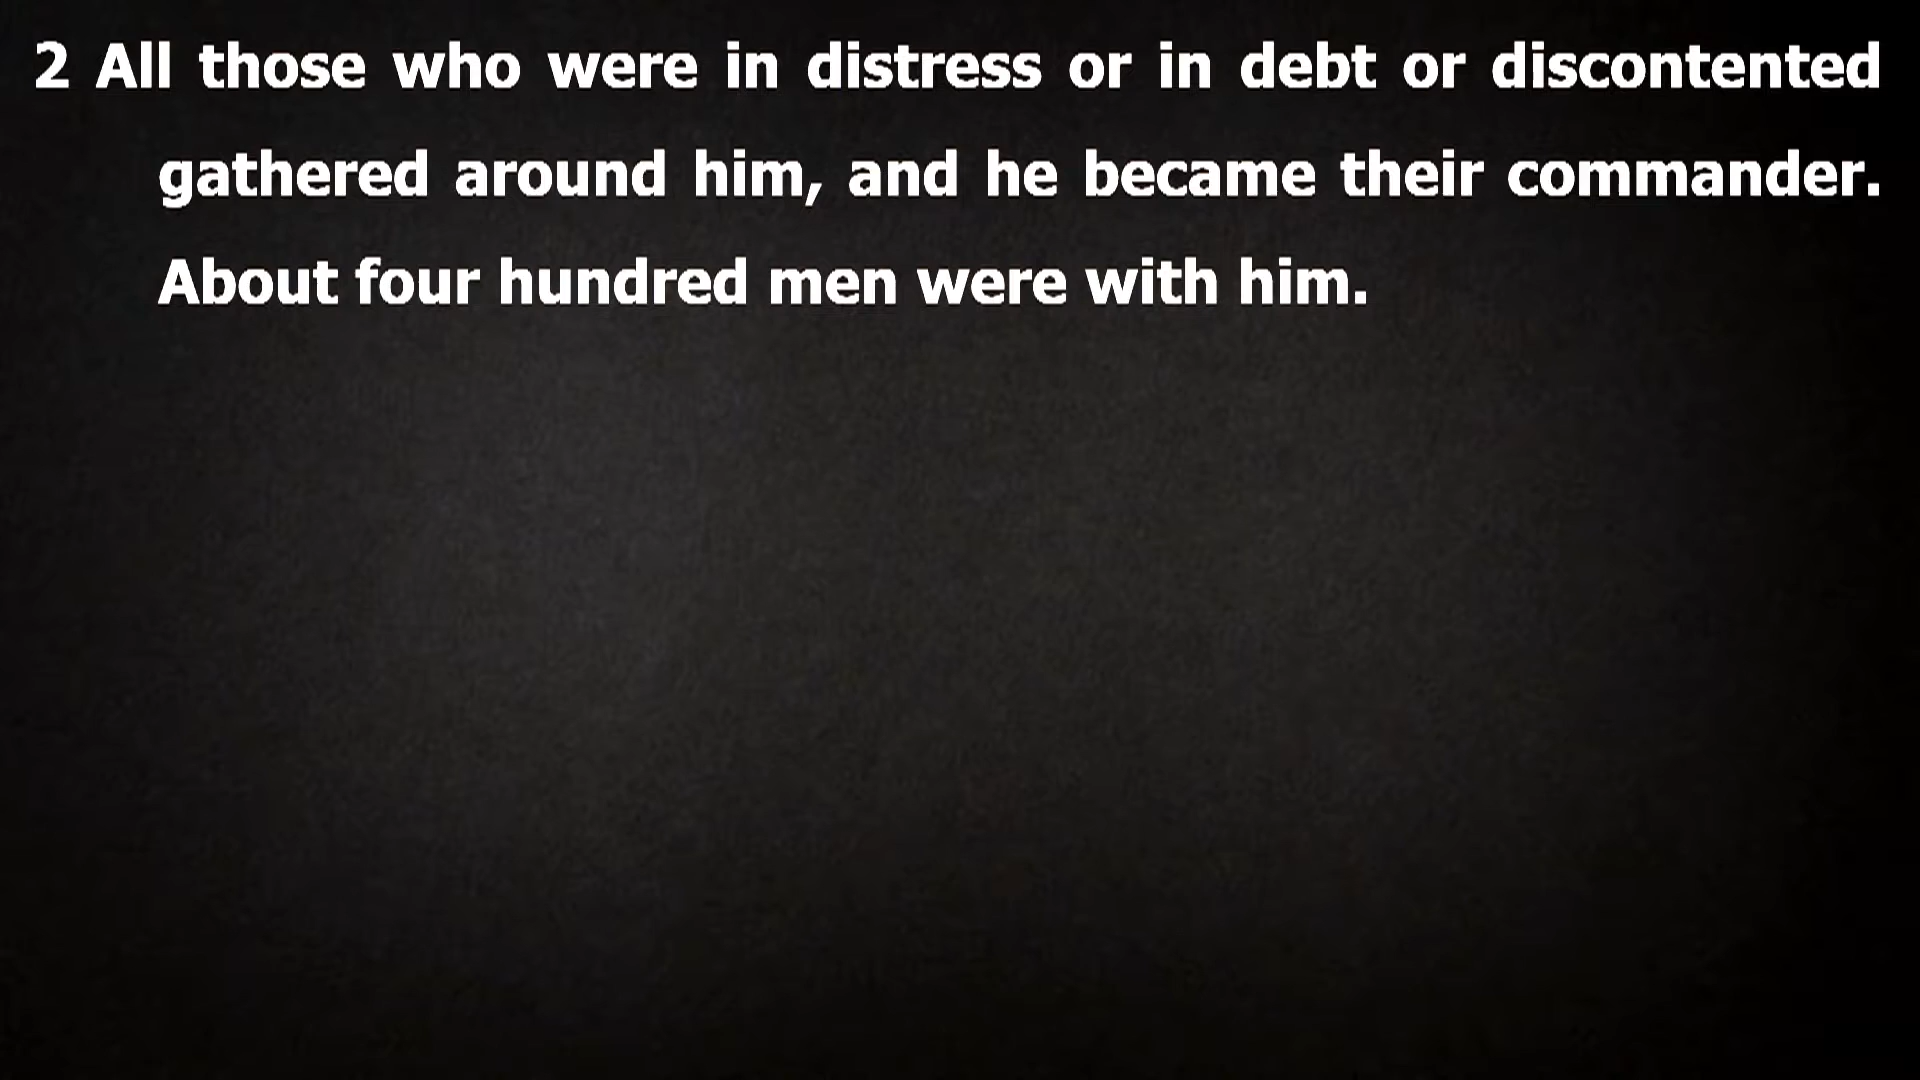 2 All those who were in distress or in debt or discontented
gathered around him, and he became their commander.
About four hundred men were with him.